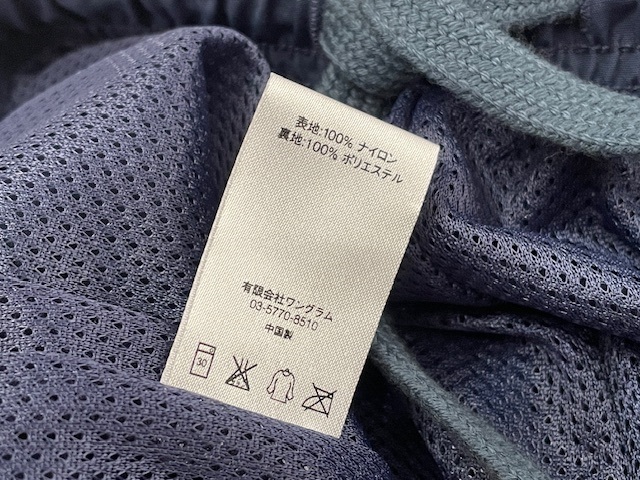 表地:100% ナイロン
裏地:100% ポリエステル
有限会社ワングラム
03-5770-8510
中国製
30